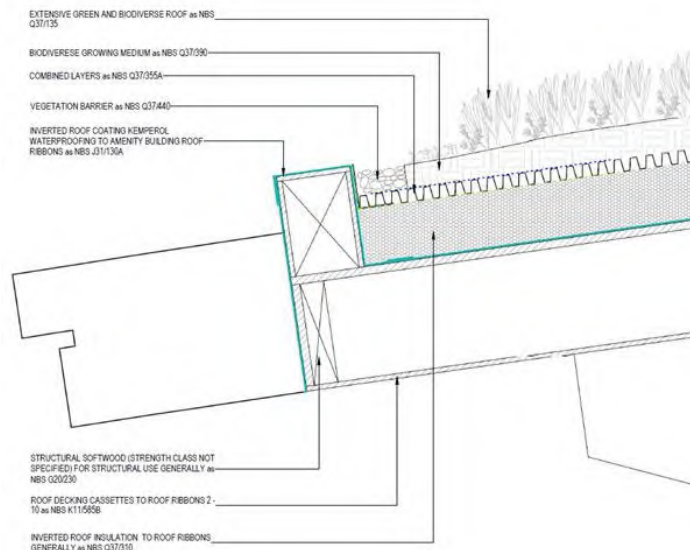 EXTENSIVE GREEN AND BIODIVERSE ROOF as NBS
Q37/135
BIODIVERESE GROWING MEDIUM as NBS Q37/390
COMBINED LAYERS as NBS Q37/355A
VEGETATION BARRIER as NBS Q37/440
INVERTED ROOF COATING KEMPEROL
WATERPROOFING TO AMENITY BUILDING ROOF
RIBBONS as NBS J31/130A
STRUCTURAL SOFTWOOD (STRENGTH CLASS NOT
SPECIFIED) FOR STRUCTURAL USE GENERALLY as
NBS G20/230
ROOF DECKING CASSETTES TO ROOF RIBBONS 2 -
10 as NBS K11/585B
INVERTED ROOF INSULATION TO ROOF RIBBONS
GENERALLY as NBS Q37/310